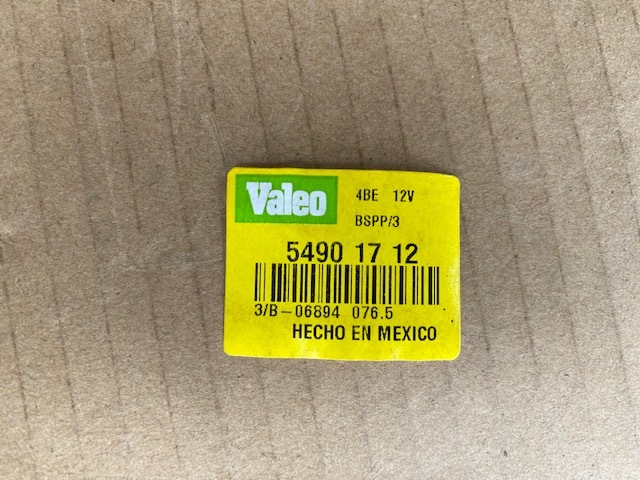 Valeo
4BE 12V
BSPP/3
5490 17 12
3/B-06894 076.5
HECHO EN MEXICO